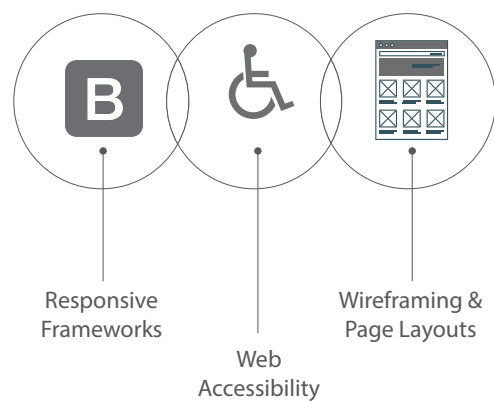 B
Responsive
Frameworks
Web
Accessibility
Wireframing &
Page Layouts